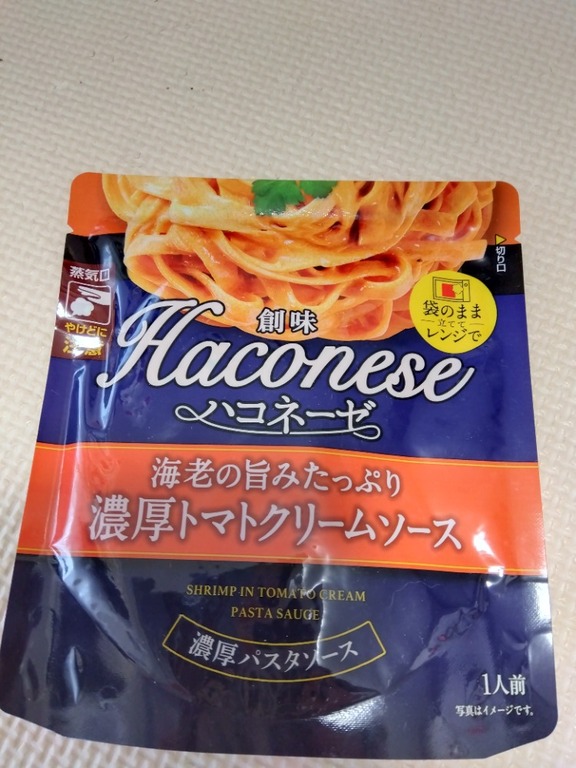 切り口
蒸気口
やけどに
注意
袋のまま
立てて
レンジで
創味
Haconese
ハコネーゼ
海老の旨みたっぷり
濃厚トマトクリームソース
SHRIMP IN TOMATO CREAM
PASTA SAUCE
濃厚パスタソース
1人前
写真はイメージです。